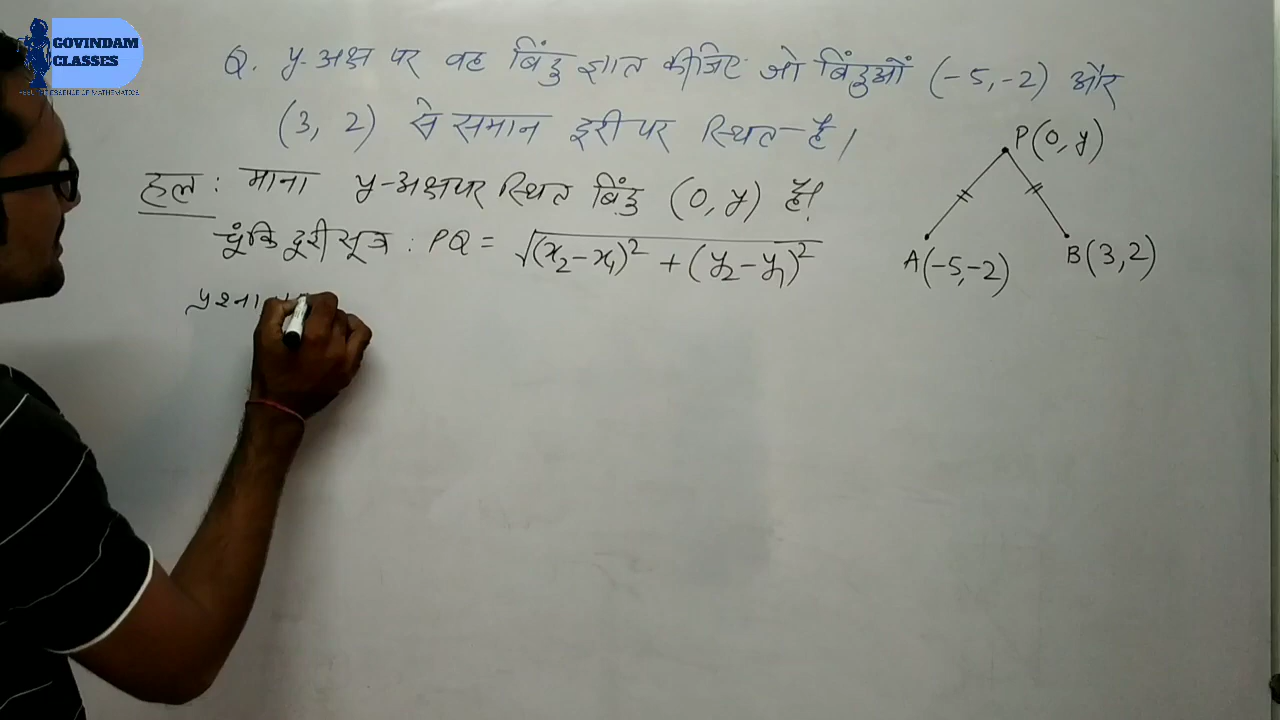 GOVINDAM
CLASSES
Q. y-अक्ष पर वह बिंदु ज्ञात कीजिए जो बिंदुओं (-5,-2) और
(3, 2) से समान दूरी पर स्थित है।
P(0, y)
हल : माना y-अक्ष पर स्थित बिंदु (0, y) है।
चूंकि दूरी सूत्र : PQ = √(x₂-x₁)² + (y₂-y₁)²
A(-5,-2) B(3, 2)